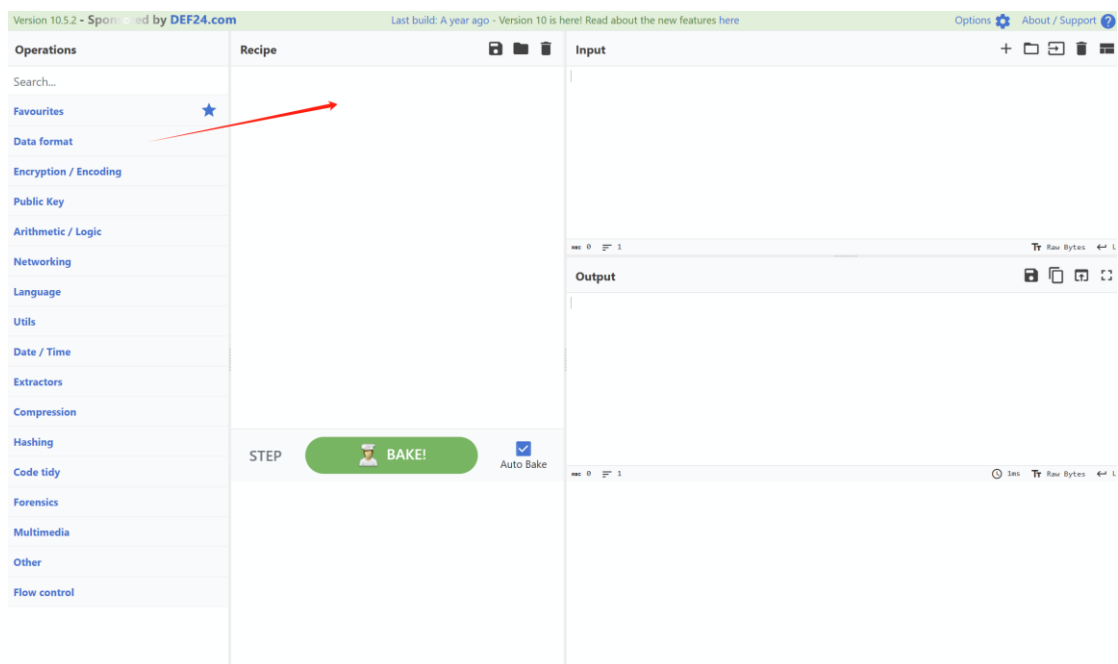 Version 10.5.2 - Spon ed by DEF24.com
Last build: A year ago - Version 10 is here! Read about the new features here
Options
About / Support
Operations
Search...
Favourites
Data format
Encryption / Encoding
Public Key
Arithmetic / Logic
Networking
Language
Utils
Date / Time
Extractors
Compression
Hashing
Code tidy
Forensics
Multimedia
Other
Flow control
Recipe
STEP
BAKE!
Auto Bake
Input
0 1
Raw Bytes
Output
0 1
1ms Raw Bytes